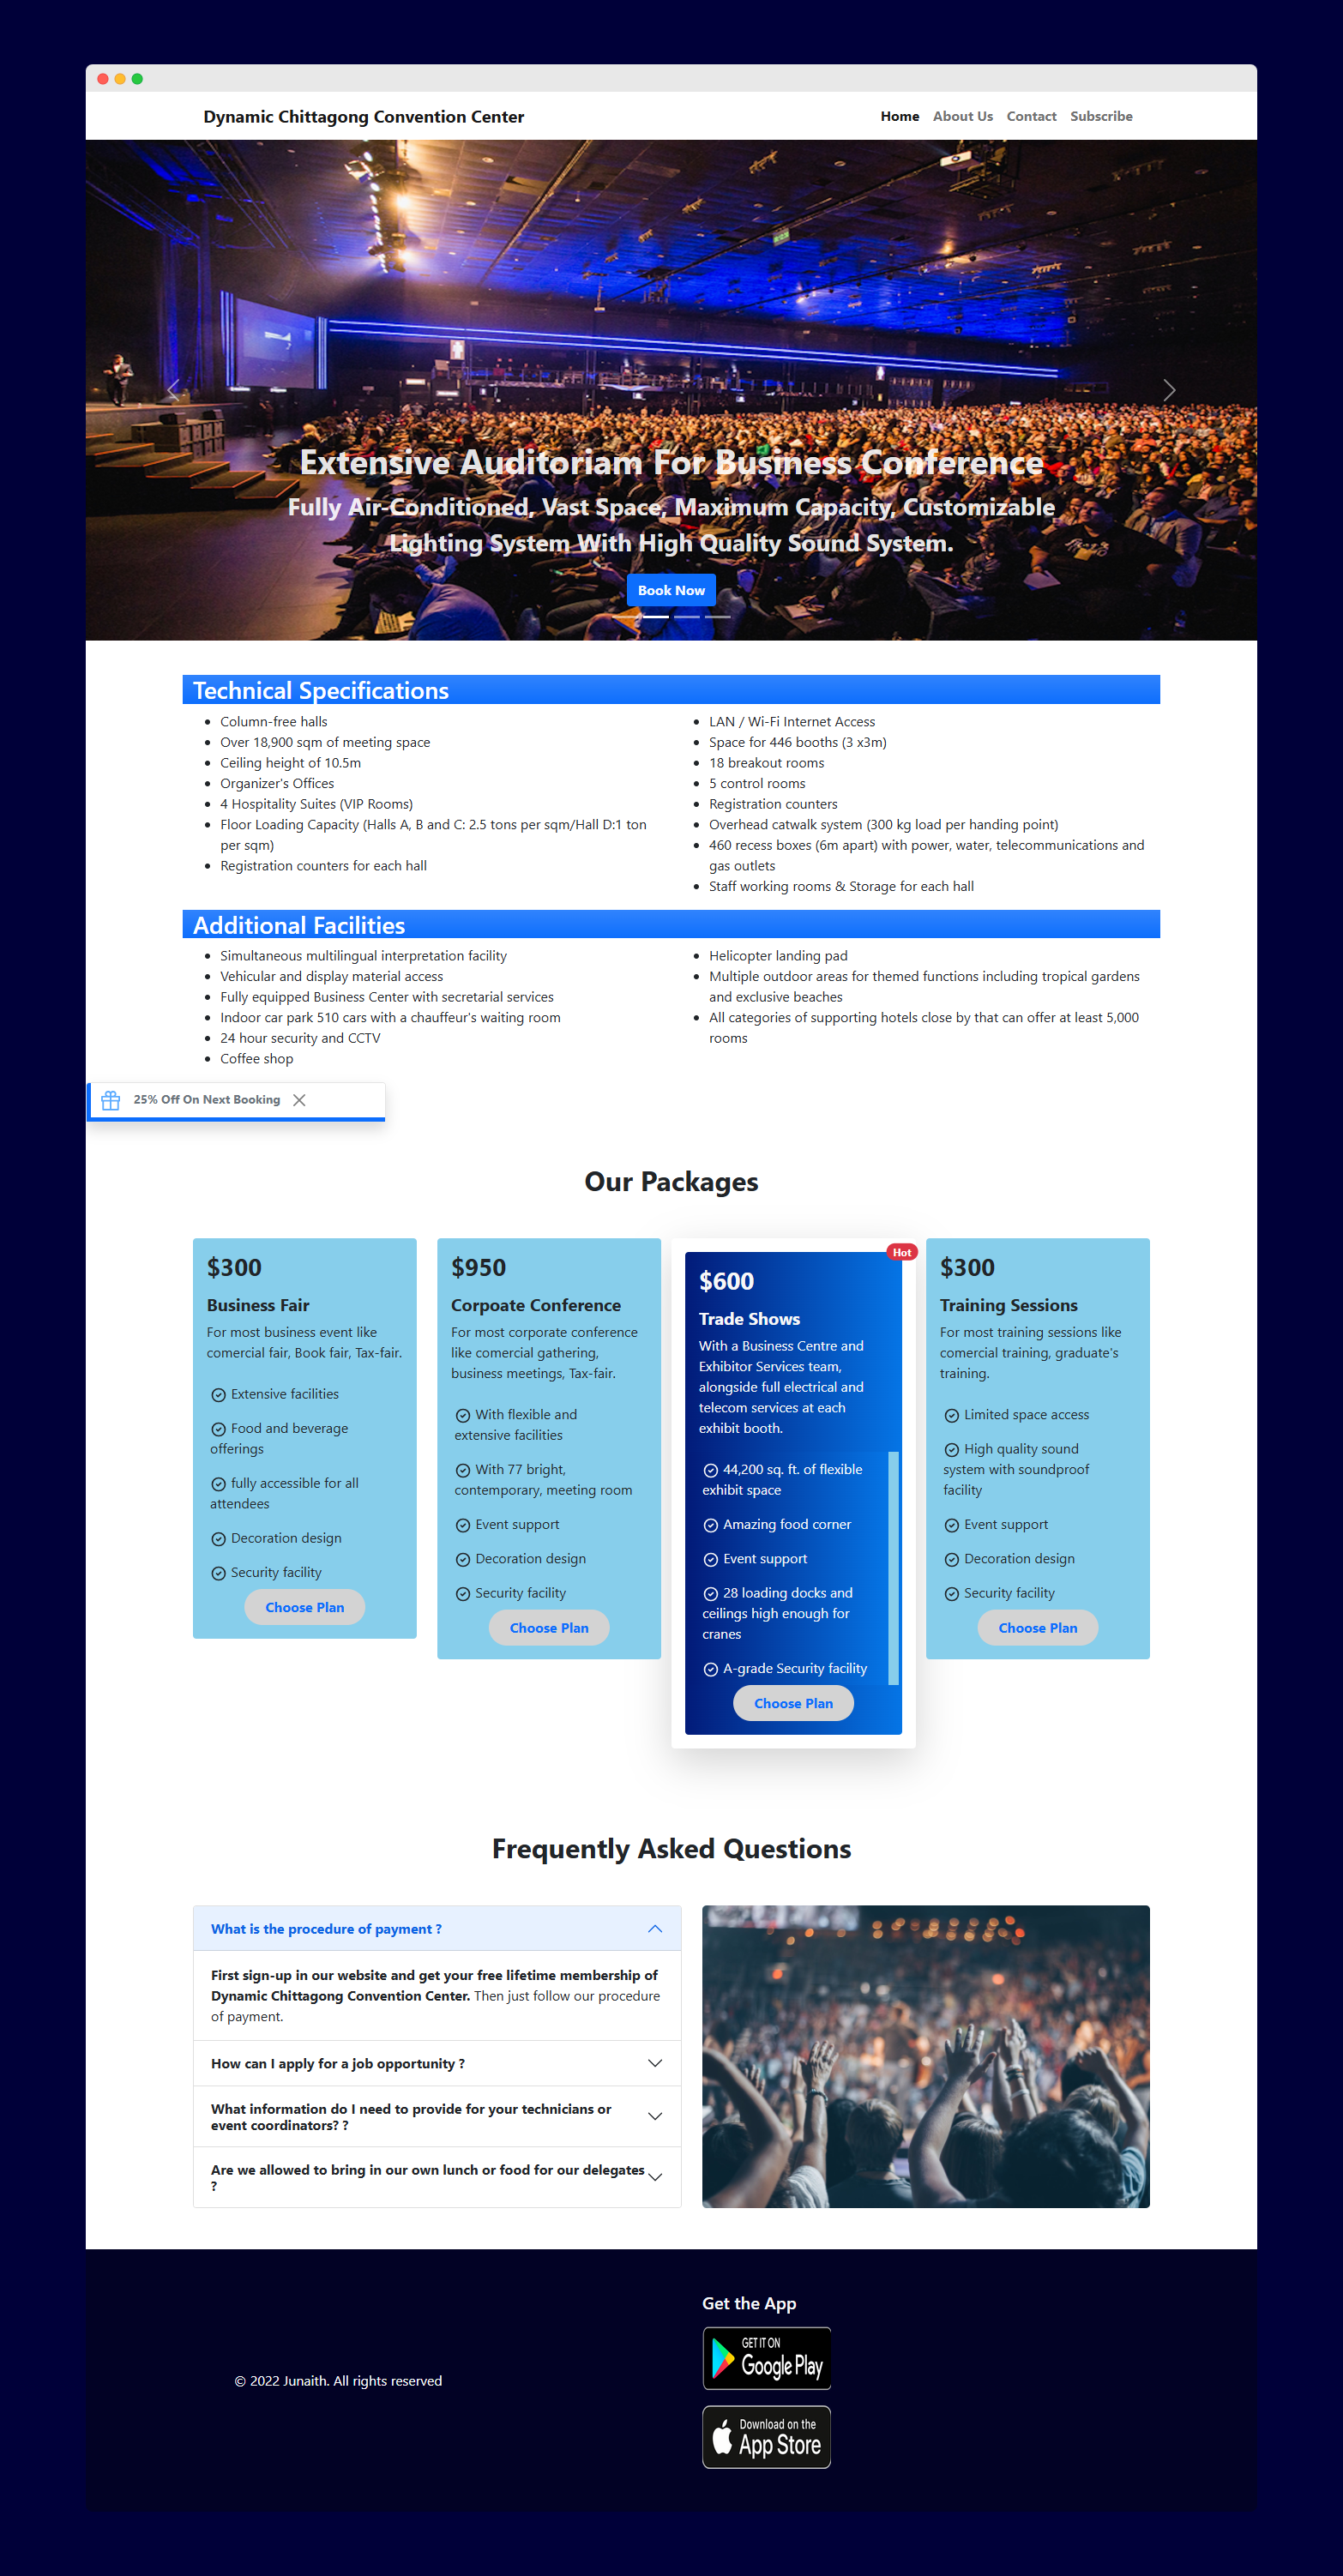 Dynamic Chittagong Convention Center
Home About Us Contact Subscribe
Extensive Auditoriam For Business Conference
Fully Air-Conditioned, Vast Space, Maximum Capacity, Customizable
Lighting System With High Quality Sound System.
Book Now
Technical Specifications
Column-free halls
Over 18,900 sqm of meeting space
Ceiling height of 10.5m
Organizer's Offices
4 Hospitality Suites (VIP Rooms)
Floor Loading Capacity (Halls A, B and C: 2.5 tons per sqm/Hall D:1 ton
per sqm)
Registration counters for each hall
LAN / Wi-Fi Internet Access
Space for 446 booths (3 x3m)
18 breakout rooms
5 control rooms
Registration counters
Overhead catwalk system (300 kg load per handing point)
460 recess boxes (6m apart) with power, water, telecommunications and
gas outlets
Staff working rooms & Storage for each hall
Additional Facilities
Simultaneous multilingual interpretation facility
Vehicular and display material access
Fully equipped Business Center with secretarial services
Indoor car park 510 cars with a chauffeur's waiting room
24 hour security and CCTV
Coffee shop
Helicopter landing pad
Multiple outdoor areas for themed functions including tropical gardens
and exclusive beaches
All categories of supporting hotels close by that can offer at least 5,000
rooms
25% Off On Next Booking
Our Packages
$300
Business Fair
For most business event like
comercial fair, Book fair, Tax-fair.
Extensive facilities
Food and beverage
offerings
fully accessible for all
attendees
Decoration design
Security facility
Choose Plan
$950
Corpoate Conference
For most corporate conference
like comercial gathering,
business meetings, Tax-fair.
With flexible and
extensive facilities
With 77 bright,
contemporary, meeting room
Event support
Decoration design
Security facility
Choose Plan
Hot
$600
Trade Shows
With a Business Centre and
Exhibitor Services team,
alongside full electrical and
telecom services at each
exhibit booth.
44,200 sq. ft. of flexible
exhibit space
Amazing food corner
Event support
28 loading docks and
ceilings high enough for
cranes
A-grade Security facility
Choose Plan
$300
Training Sessions
For most training sessions like
comercial training, graduate's
training.
Limited space access
High quality sound
system with soundproof
facility
Event support
Decoration design
Security facility
Choose Plan
Frequently Asked Questions
What is the procedure of payment ?
First sign-up in our website and get your free lifetime membership of
Dynamic Chittagong Convention Center. Then just follow our procedure
of payment.
How can I apply for a job opportunity ?
What information do I need to provide for your technicians or
event coordinators? ?
Are we allowed to bring in our own lunch or food for our delegates
?
© 2022 Junaith. All rights reserved
Get the App
GET IT ON
Google Play
Download on the
App Store